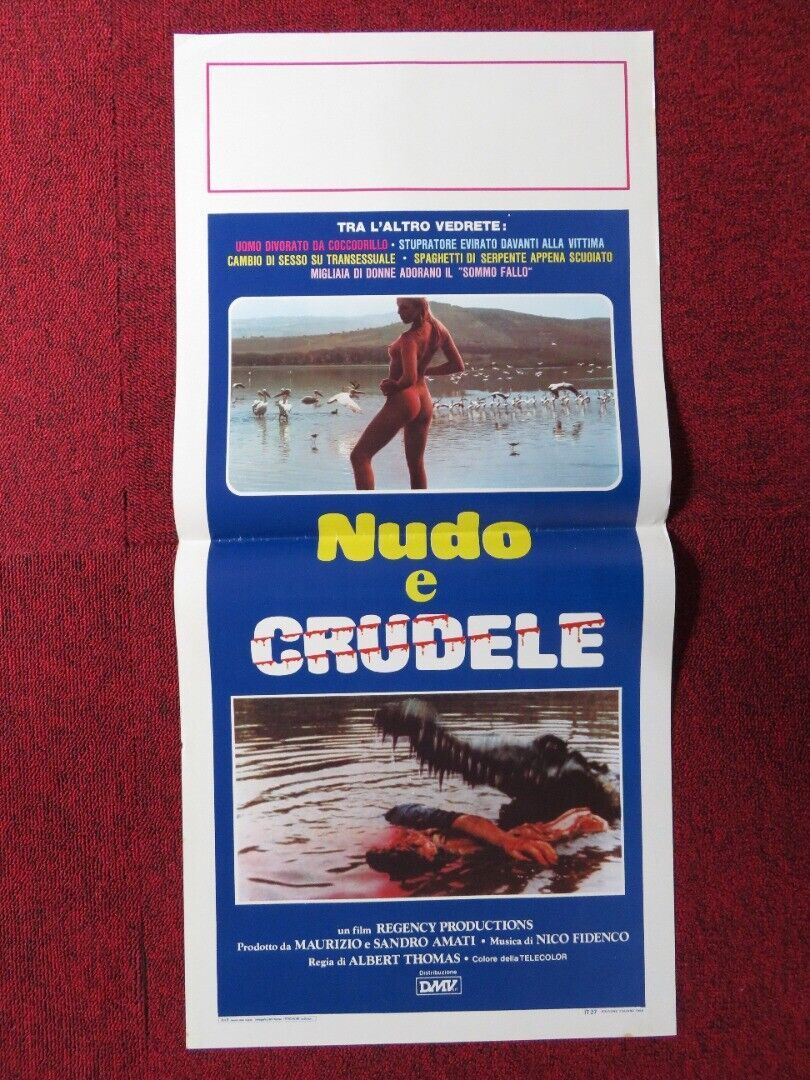 TRA L'ALTRO VEDRETE:
UOMO DIVORATO DA COCCODRILLO • STUPRATORE EVIRATO DAVANTI ALLA VITTIMA
CAMBIO DI SESSO SU TRANSESSUALE • SPAGHETTI DI SERPENTE APPENA SCUOIATO
MIGLIAIA DI DONNE ADORANO IL "SOMMO FALLO"
Nudo
e
CRUDELE
un film REGENCY PRODUCTIONS
Prodotto da MAURIZIO e SANDRO AMATI • Musica di NICO FIDENCO
Regia di ALBERT THOMAS • Colore della TELECOLOR
Distribuzione
DMV